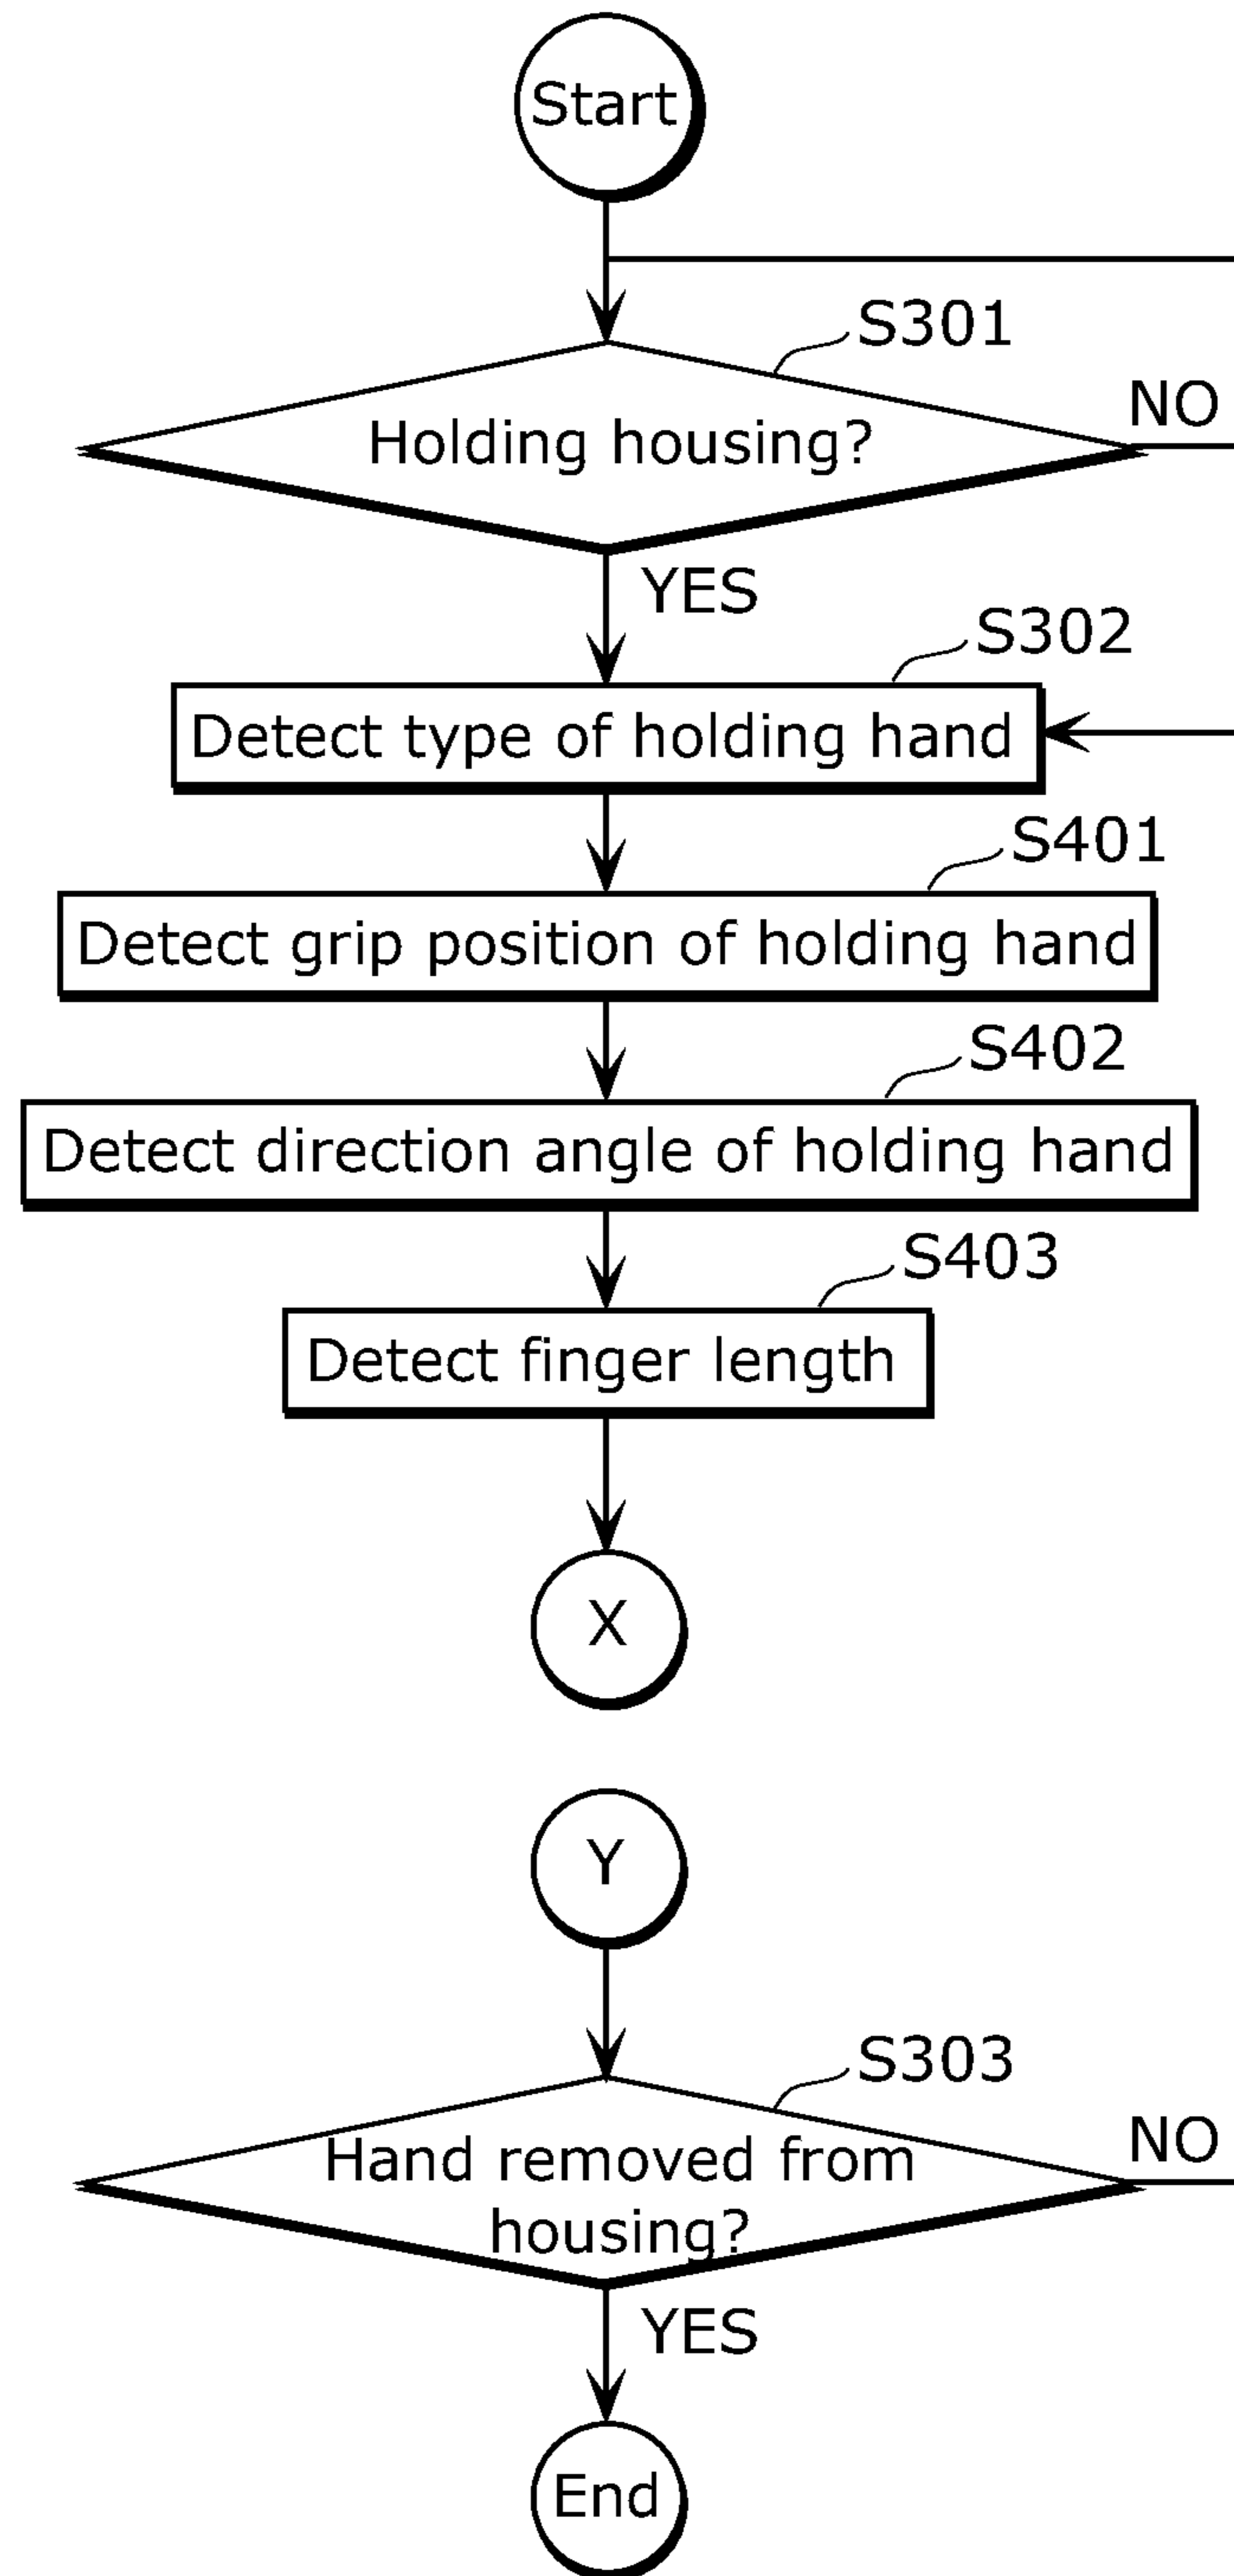 Start
S301
Holding housing?
NO
YES
S302
Detect type of holding hand
S401
Detect grip position of holding hand
S402
Detect direction angle of holding hand
S403
Detect finger length
X
Y
S303
Hand removed from
housing?
NO
YES
End